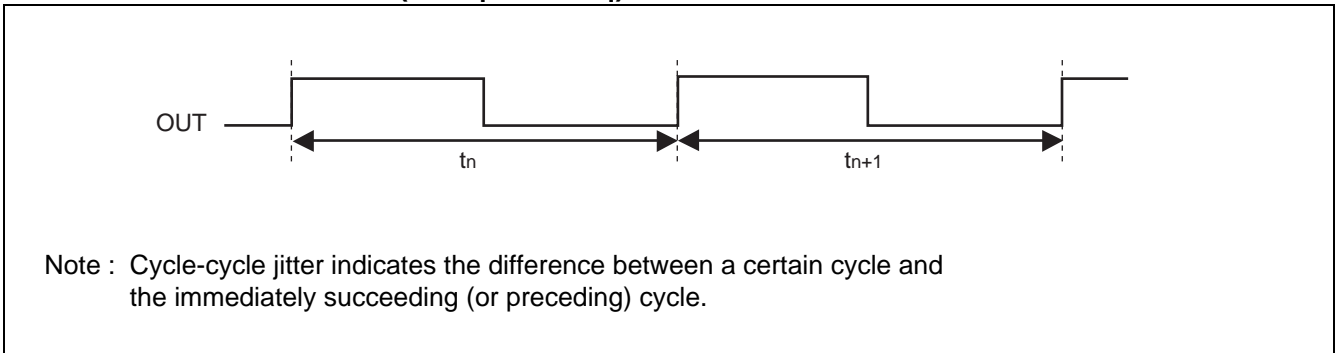 OUT
tn
tn+1
Note : Cycle-cycle jitter indicates the difference between a certain cycle and
the immediately succeeding (or preceding) cycle.